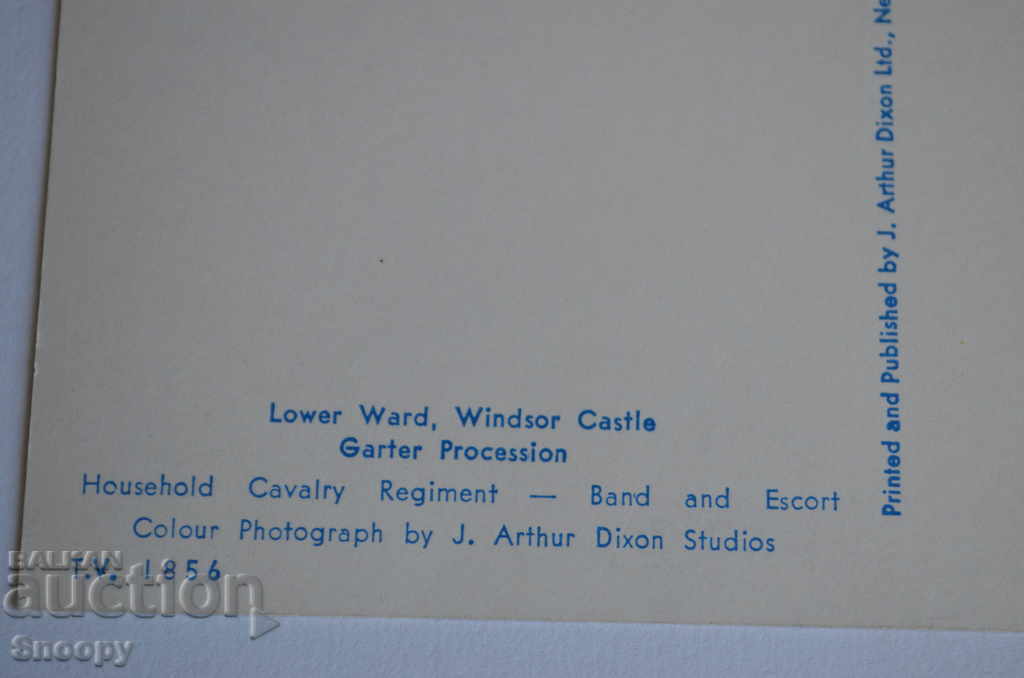 Lower Ward, Windsor Castle
Garter Procession
Household Cavalry Regiment — Band and Escort
Colour Photograph by J. Arthur Dixon Studios
T.V. 1856
Printed and Published by J. Arthur Dixon Ltd., Ne
BALKAN
auction
Snoopy